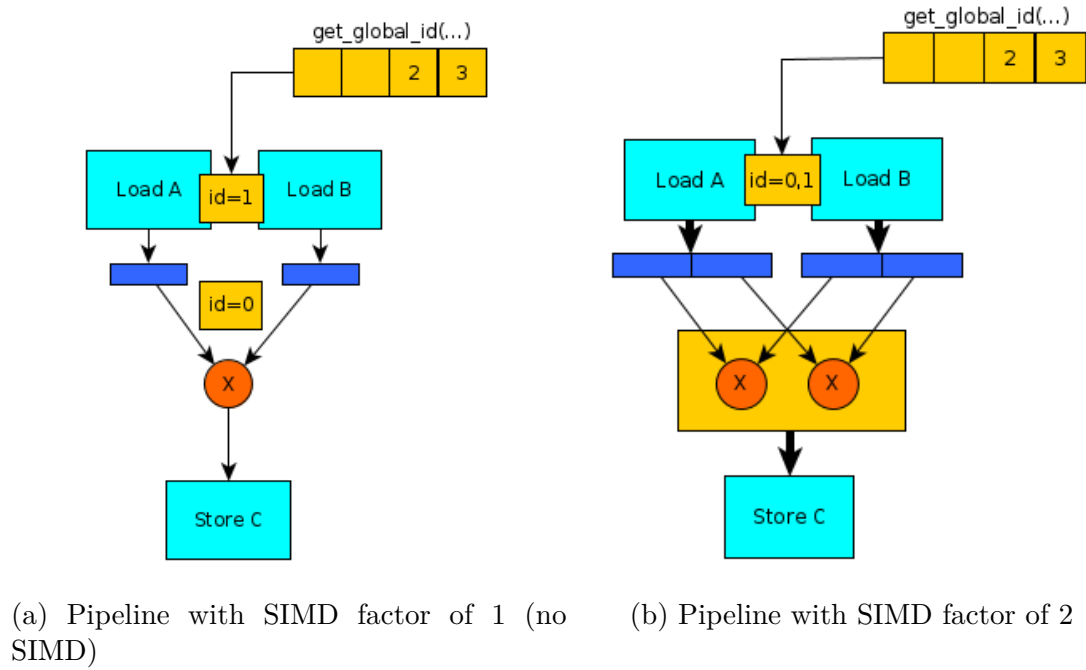 get_global_id(...)
2 3
Load A
id=1
Load B
id=0
X
Store C
(a) Pipeline with SIMD factor of 1 (no
SIMD)
get_global_id(...)
2 3
Load A
id=0,1
Load B
X X
Store C
(b) Pipeline with SIMD factor of 2